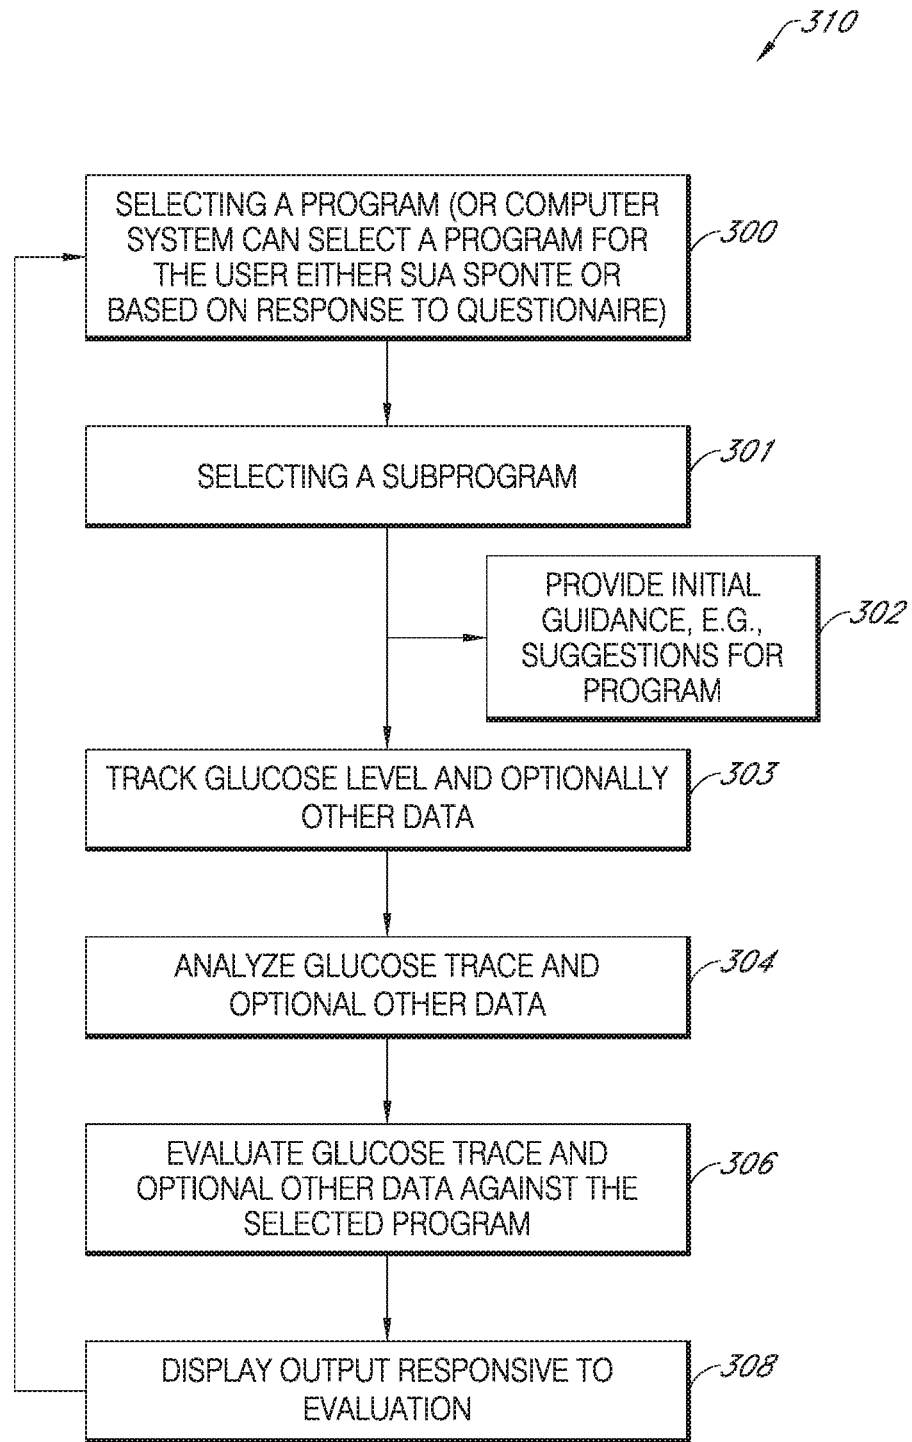 310
SELECTING A PROGRAM (OR COMPUTER
SYSTEM CAN SELECT A PROGRAM FOR
THE USER EITHER SUA SPONTE OR
BASED ON RESPONSE TO QUESTIONAIRE)
300
SELECTING A SUBPROGRAM
301
PROVIDE INITIAL
GUIDANCE, E.G.,
SUGGESTIONS FOR
PROGRAM
302
TRACK GLUCOSE LEVEL AND OPTIONALLY
OTHER DATA
303
ANALYZE GLUCOSE TRACE AND
OPTIONAL OTHER DATA
304
EVALUATE GLUCOSE TRACE AND
OPTIONAL OTHER DATA AGAINST THE
SELECTED PROGRAM
306
DISPLAY OUTPUT RESPONSIVE TO
EVALUATION
308